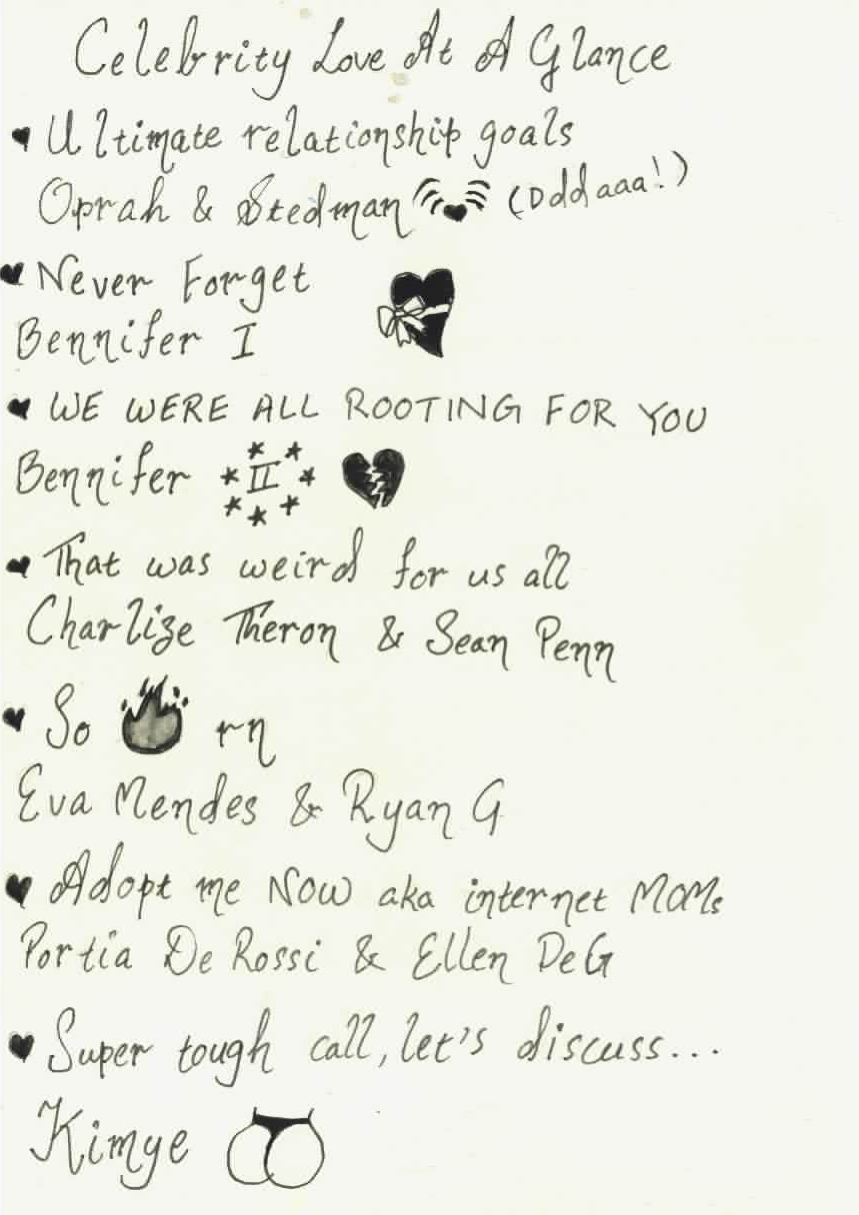 Celebrity Love At A Glance
Ultimate relationship goals
Oprah & Stedman (Dddaaa!)
Never Forget
Bennifer I
WE WERE ALL ROOTING FOR YOU
Bennifer II
That was weird for us all
Charlize Theron & Sean Penn
So rn
Eva Mendes & Ryan G
Adopt me NOW aka internet MOMs
Portia De Rossi & Ellen DeG
Super tough call, let's discuss...
Kimye